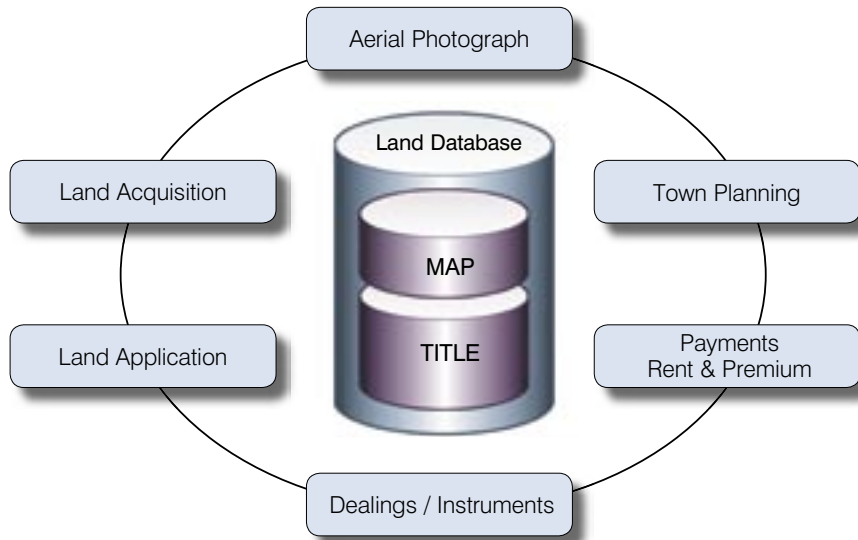 Aerial Photograph
Land Database
Land Acquisition
Town Planning
MAP
Land Application
TITLE
Payments
Rent & Premium
Dealings / Instruments